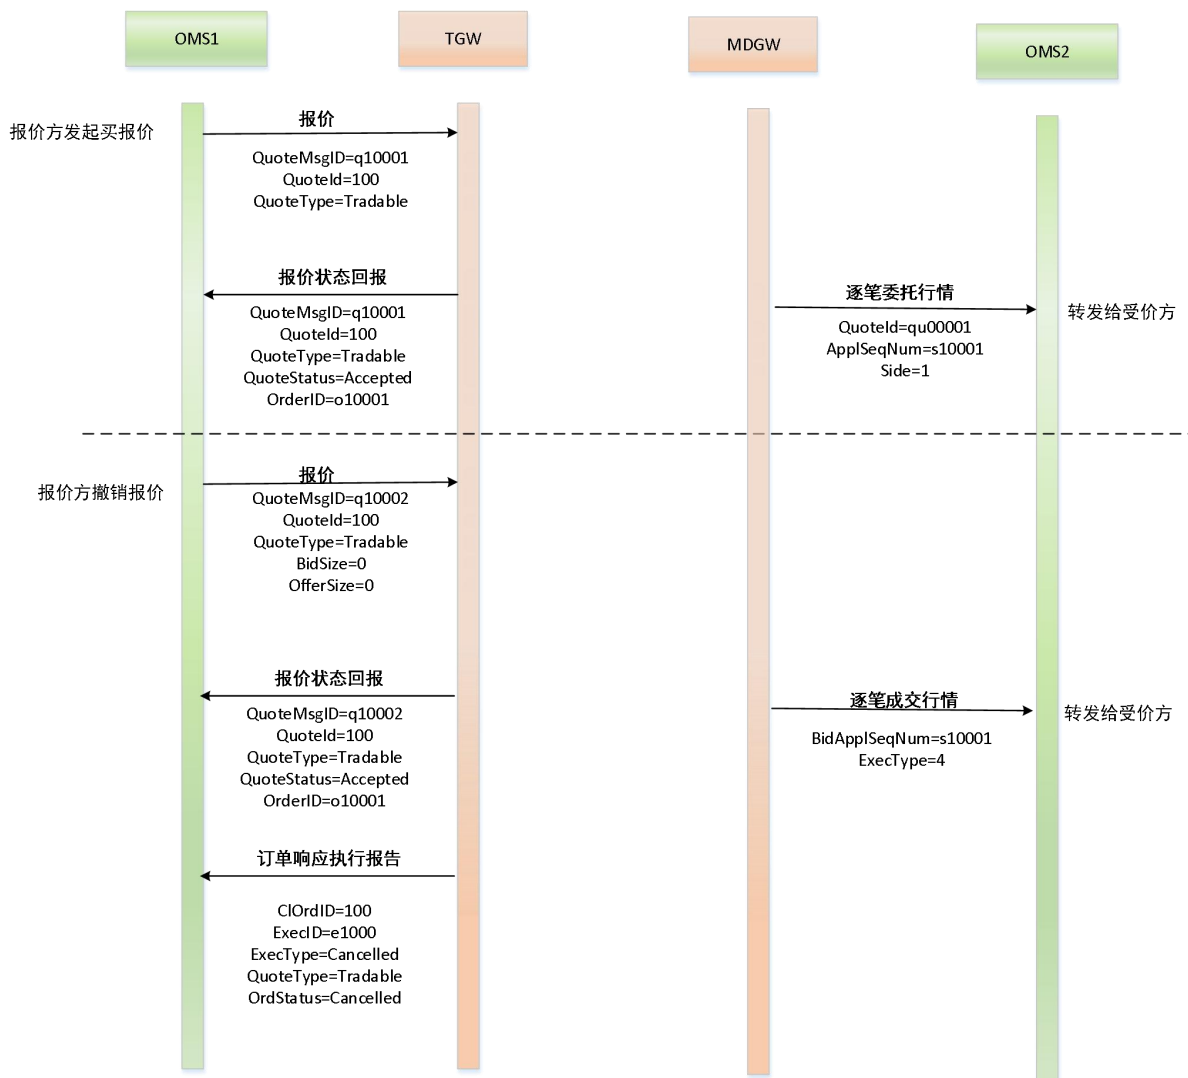 OMS1
TGW
MDGW
OMS2
报价方发起买报价
报价
QuoteMsgID=q10001
QuoteId=100
QuoteType=Tradable
报价状态回报
QuoteMsgID=q10001
QuoteId=100
QuoteType=Tradable
QuoteStatus=Accepted
OrderID=o10001
逐笔委托行情
QuoteId=qu00001
ApplSeqNum=s10001
Side=1
转发给受价方
报价方撤销报价
报价
QuoteMsgID=q10002
QuoteId=100
QuoteType=Tradable
BidSize=0
OfferSize=0
报价状态回报
QuoteMsgID=q10002
QuoteId=100
QuoteType=Tradable
QuoteStatus=Accepted
OrderID=o10001
逐笔成交行情
BidApplSeqNum=s10001
ExecType=4
转发给受价方
订单响应执行报告
ClOrdID=100
ExecID=e1000
ExecType=Cancelled
QuoteType=Tradable
OrdStatus=Cancelled